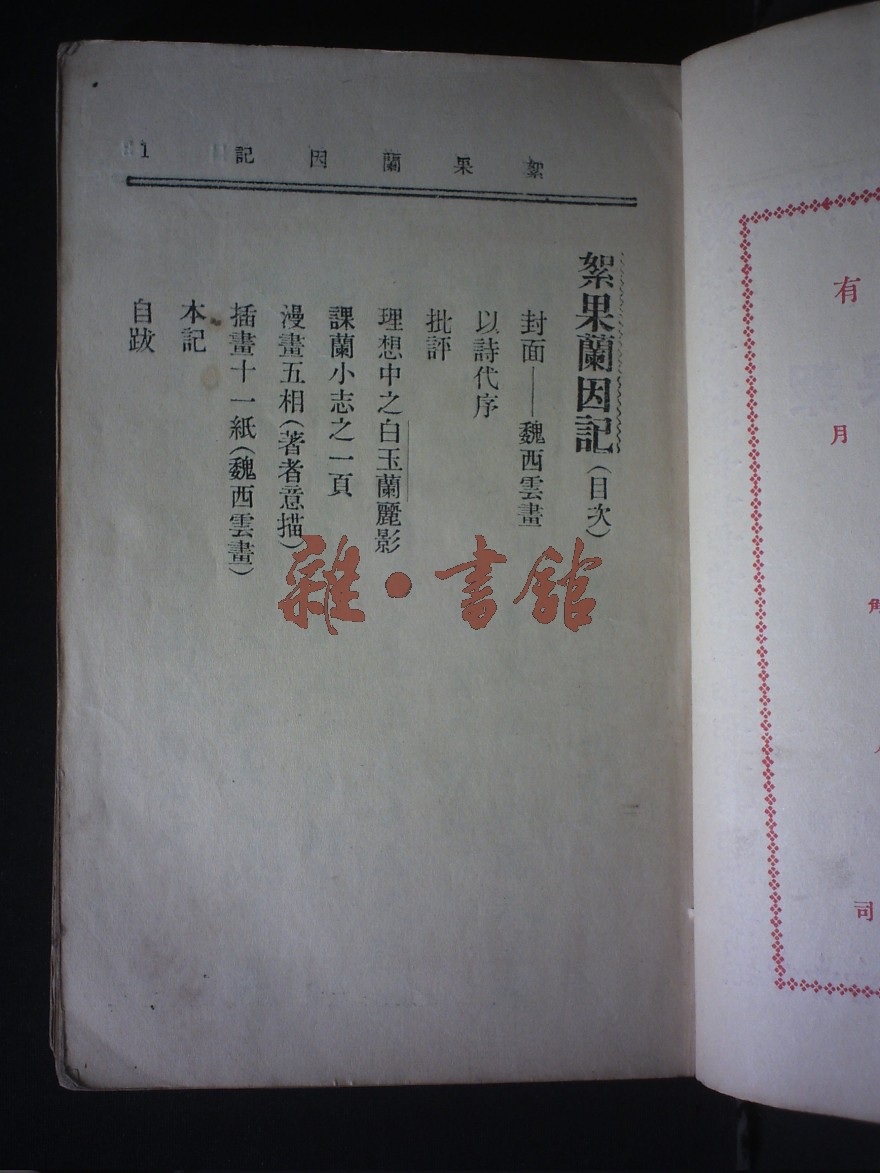 絮果蘭因記 1
絮果蘭因記(目次)
封面——魏西雲畫
以詩代序
批評
理想中之白玉蘭麗影
課蘭小志之一頁
漫畫五相(著者意描)
插畫十一紙(魏西雲畫)
本記
自跋
雜·書館
有
月
司